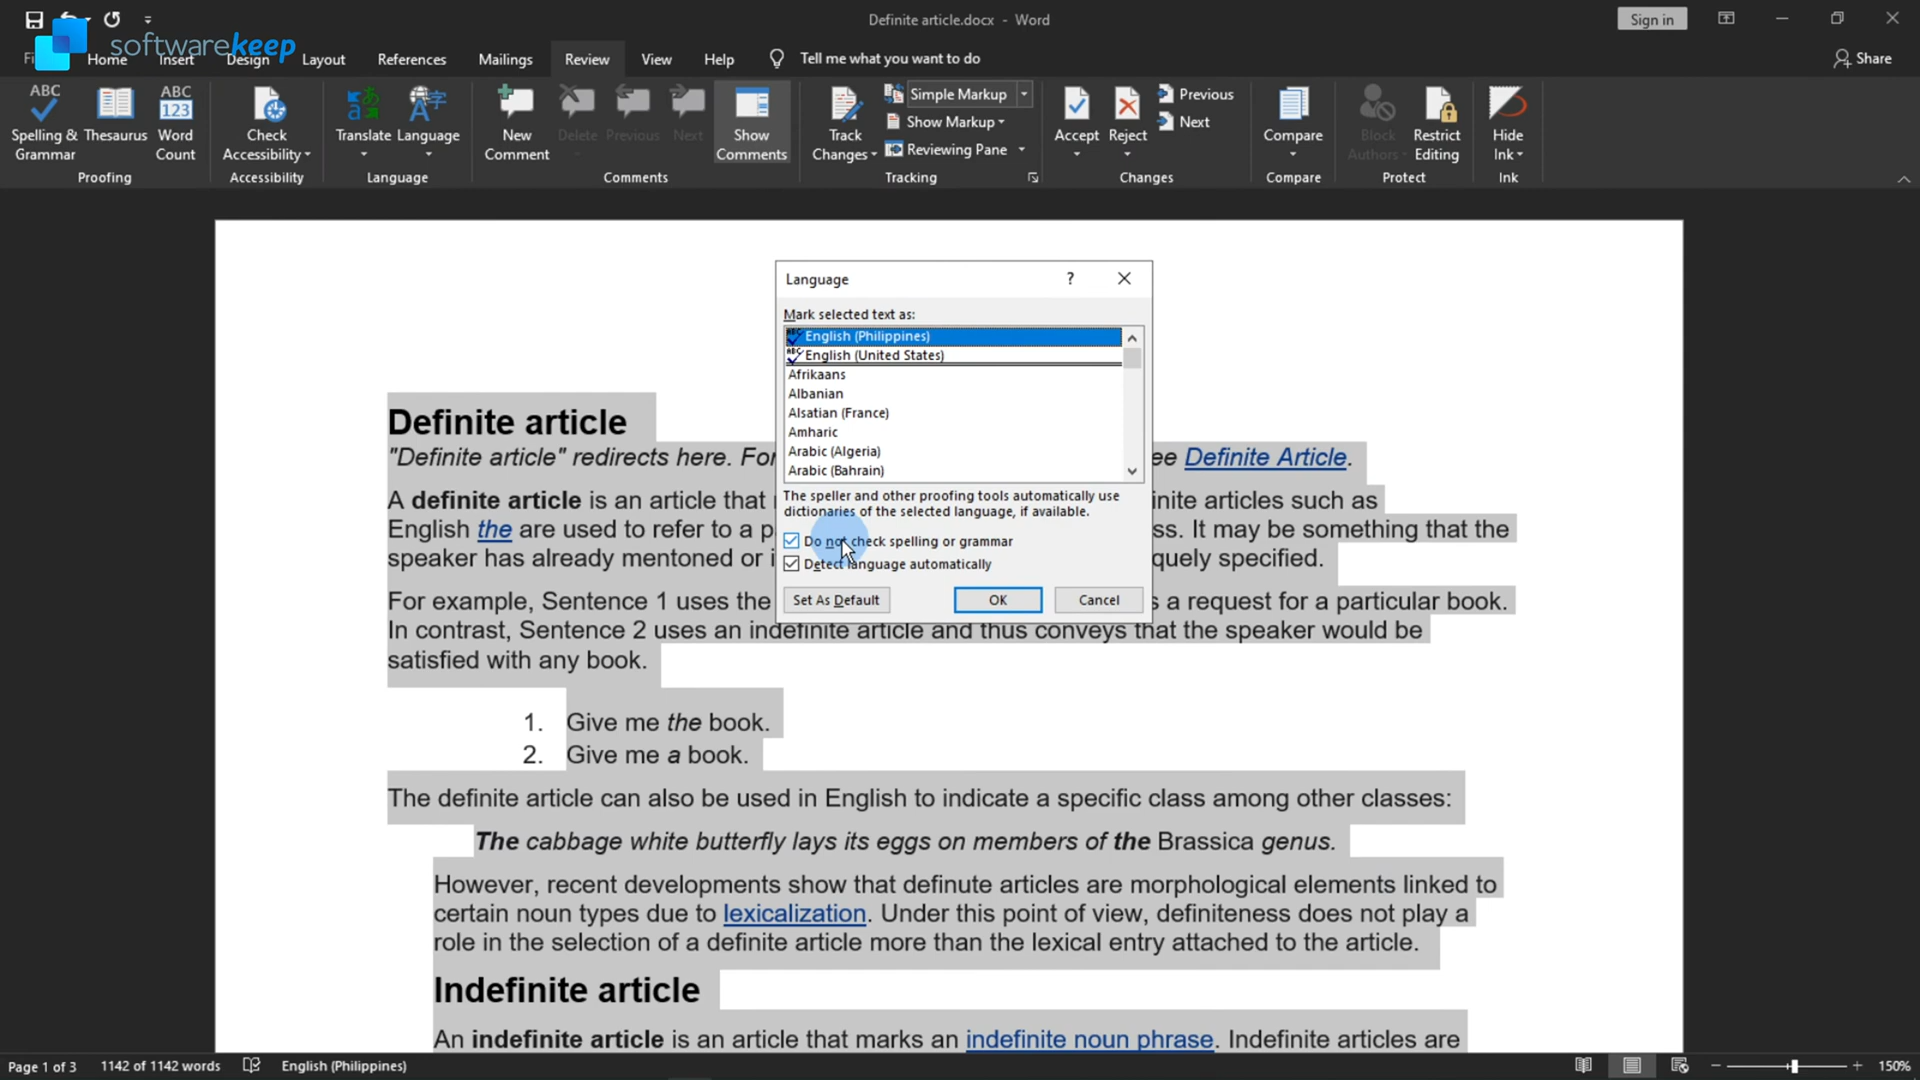 Definite article.docx - Word
Sign in
softwarekeep
Home
Insert
Design
Layout
References
Mailings
Review
View
Help
Tell me what you want to do
Share
ABC
Spelling &
Grammar
Thesaurus
ABC
123
Word
Count
Proofing
Check
Accessibility
Accessibility
Translate
Language
Language
New
Comment
Delete
Previous
Next
Show
Comments
Comments
Track
Changes
Simple Markup
Show Markup
Reviewing Pane
Tracking
Accept
Reject
Previous
Next
Changes
Compare
Compare
Block
Authors
Restrict
Editing
Protect
Hide
Ink
Ink
Language
?
Mark selected text as:
English (Philippines)
English (United States)
Afrikaans
Albanian
Alsatian (France)
Amharic
Arabic (Algeria)
Arabic (Bahrain)
The speller and other proofing tools automatically use
dictionaries of the selected language, if available.
Do not check spelling or grammar
Detect language automatically
Set As Default
OK
Cancel
Definite article
"Definite article" redirects here. For ee Definite Article.
A definite article is an article that inite articles such as
English the are used to refer to a p ss. It may be something that the
speaker has already mentoned or i quely specified.
For example, Sentence 1 uses the s a request for a particular book.
In contrast, Sentence 2 uses an indefinite article and thus conveys that the speaker would be
satisfied with any book.
1. Give me the book.
2. Give me a book.
The definite article can also be used in English to indicate a specific class among other classes:
The cabbage white butterfly lays its eggs on members of the Brassica genus.
However, recent developments show that definute articles are morphological elements linked to
certain noun types due to lexicalization. Under this point of view, definiteness does not play a
role in the selection of a definite article more than the lexical entry attached to the article.
Indefinite article
An indefinite article is an article that marks an indefinite noun phrase. Indefinite articles are
Page 1 of 3
1142 of 1142 words
English (Philippines)
150%